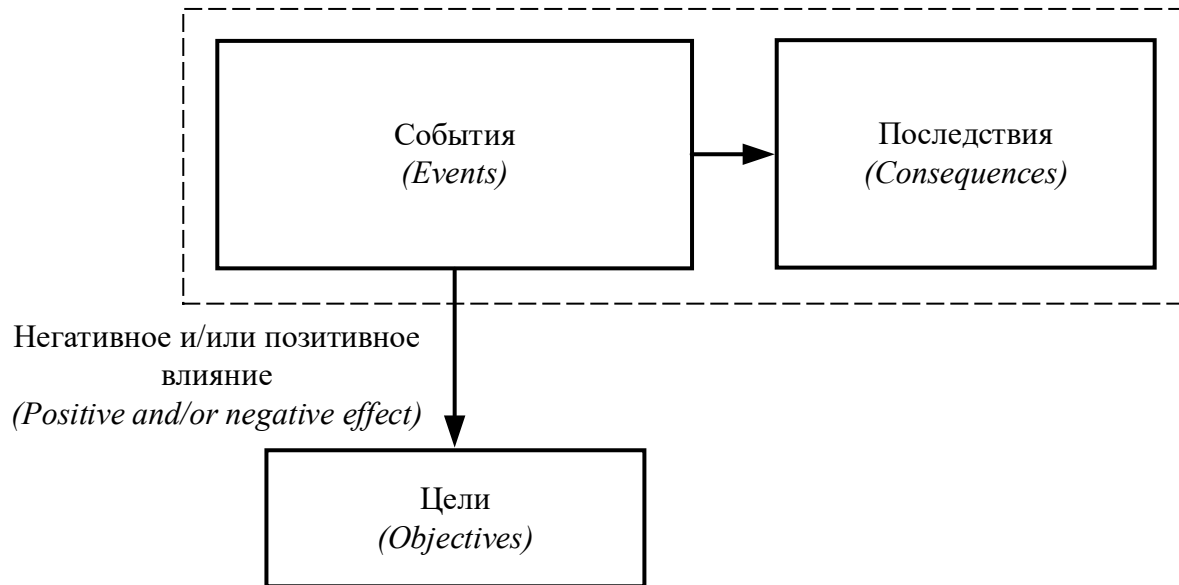 События
(Events)
Последствия
(Consequences)
Негативное и/или позитивное
влияние
(Positive and/or negative effect)
Цели
(Objectives)